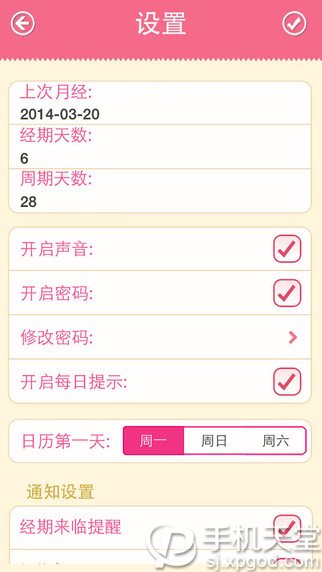 设置
上次月经:
2014-03-20
经期天数:
6
周期天数:
28
开启声音:
开启密码:
修改密码:
开启每日提示:
日历第一天: 周一 周日 周六
通知设置
经期来临提醒
手机天堂
sj.xpgod.com